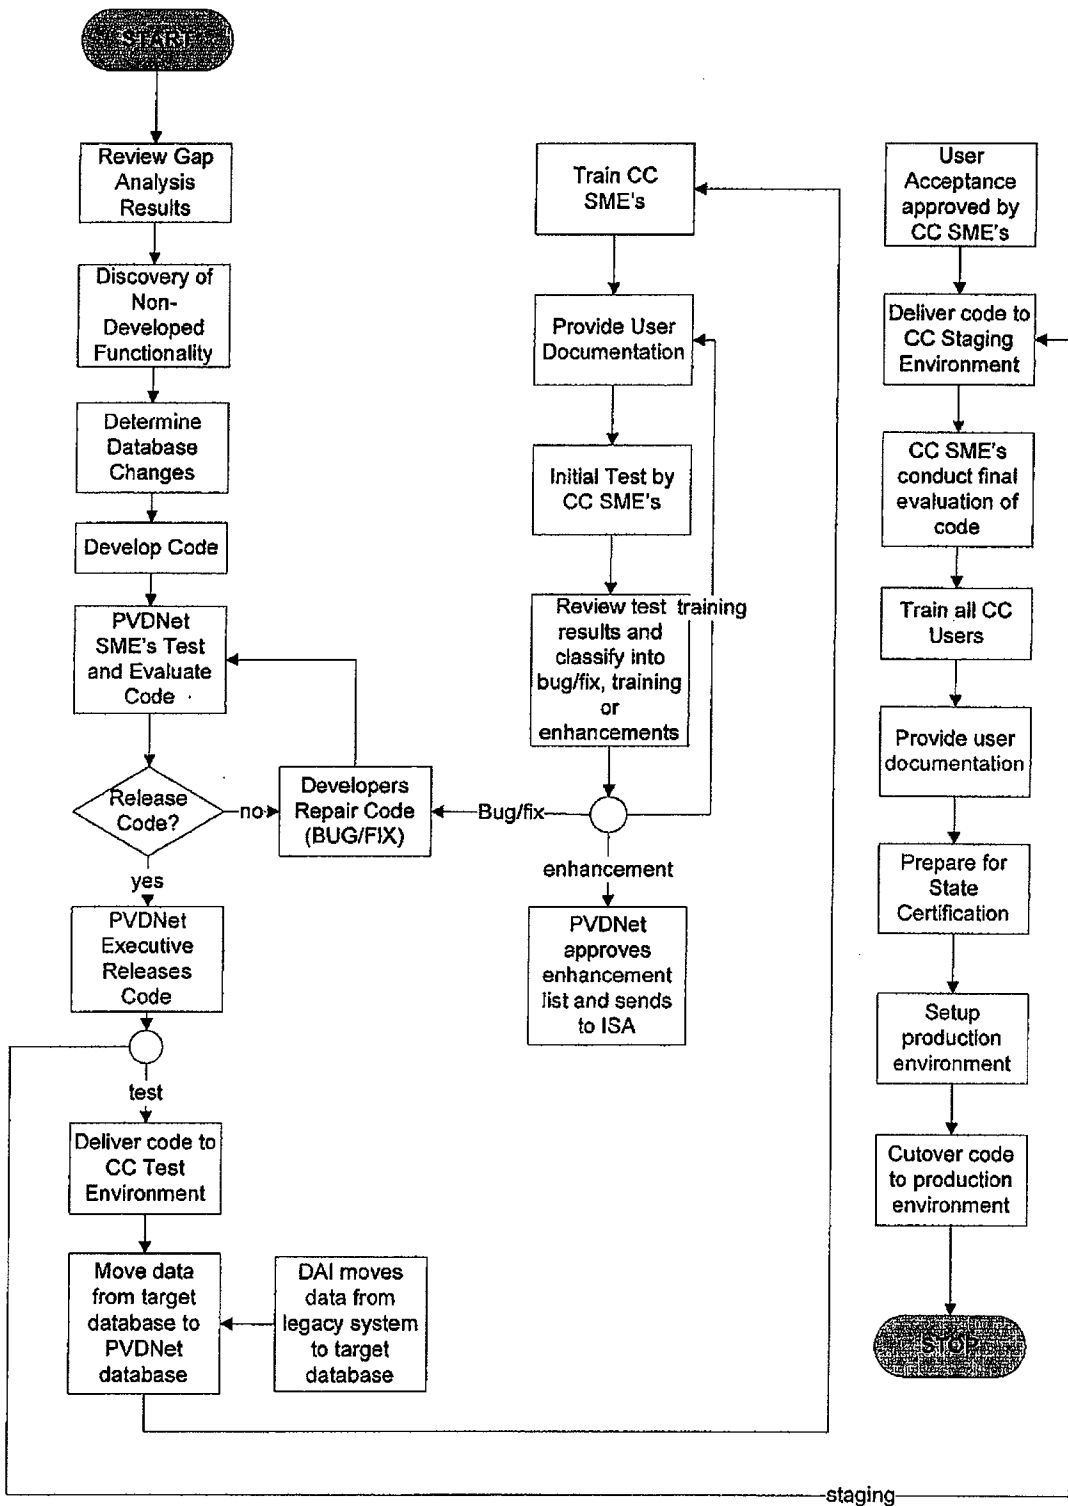 START
Review Gap
Analysis
Results
Discovery of
Non-
Developed
Functionality
Determine
Database
Changes
Develop Code
PVDNet
SME's Test
and Evaluate
Code
Release
Code?
no
Developers
Repair Code
(BUG/FIX)
yes
PVDNet
Executive
Releases
Code
test
Deliver code to
CC Test
Environment
Move data
from target
database to
PVDNet
database
DAI moves
data from
legacy system
to target
database
Train CC
SME's
Provide User
Documentation
Initial Test by
CC SME's
Review test
results and
classify into
bug/fix, training
or
enhancements
training
Bug/fix
enhancement
PVDNet
approves
enhancement
list and sends
to ISA
User
Acceptance
approved by
CC SME's
Deliver code to
CC Staging
Environment
CC SME's
conduct final
evaluation of
code
Train all CC
Users
Provide user
documentation
Prepare for
State
Certification
Setup
production
environment
Cutover code
to production
environment
STOP
staging